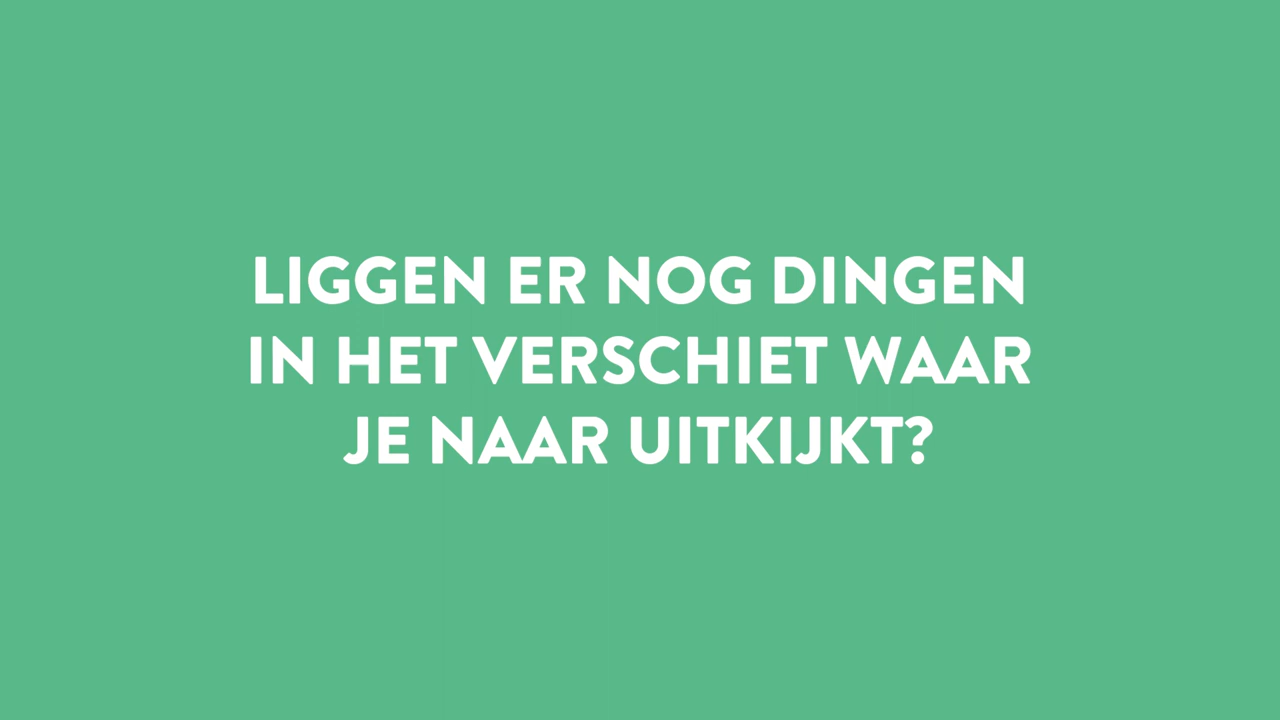 LIGGEN ER NOG DINGEN
IN HET VERSCHIET WAAR
JE NAAR UITKIJKT?